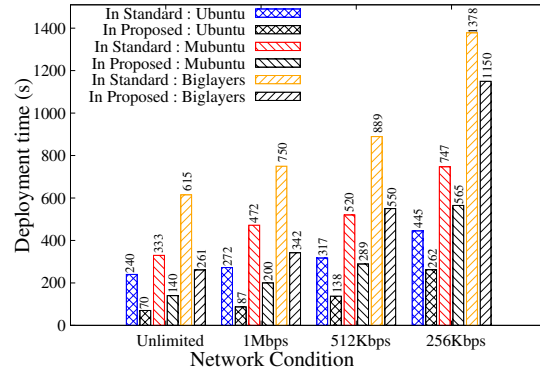 In Standard : Ubuntu
In Proposed : Ubuntu
In Standard : Mubuntu
In Proposed : Mubuntu
In Standard : Biglayers
In Proposed : Biglayers
Deployment time (s)
1400
1200
1000
800
600
400
200
0
240
70
333
140
615
261
272
87
472
200
750
342
317
138
520
289
889
550
445
262
747
565
1378
1150
Unlimited
1Mbps
512Kbps
256Kbps
Network Condition